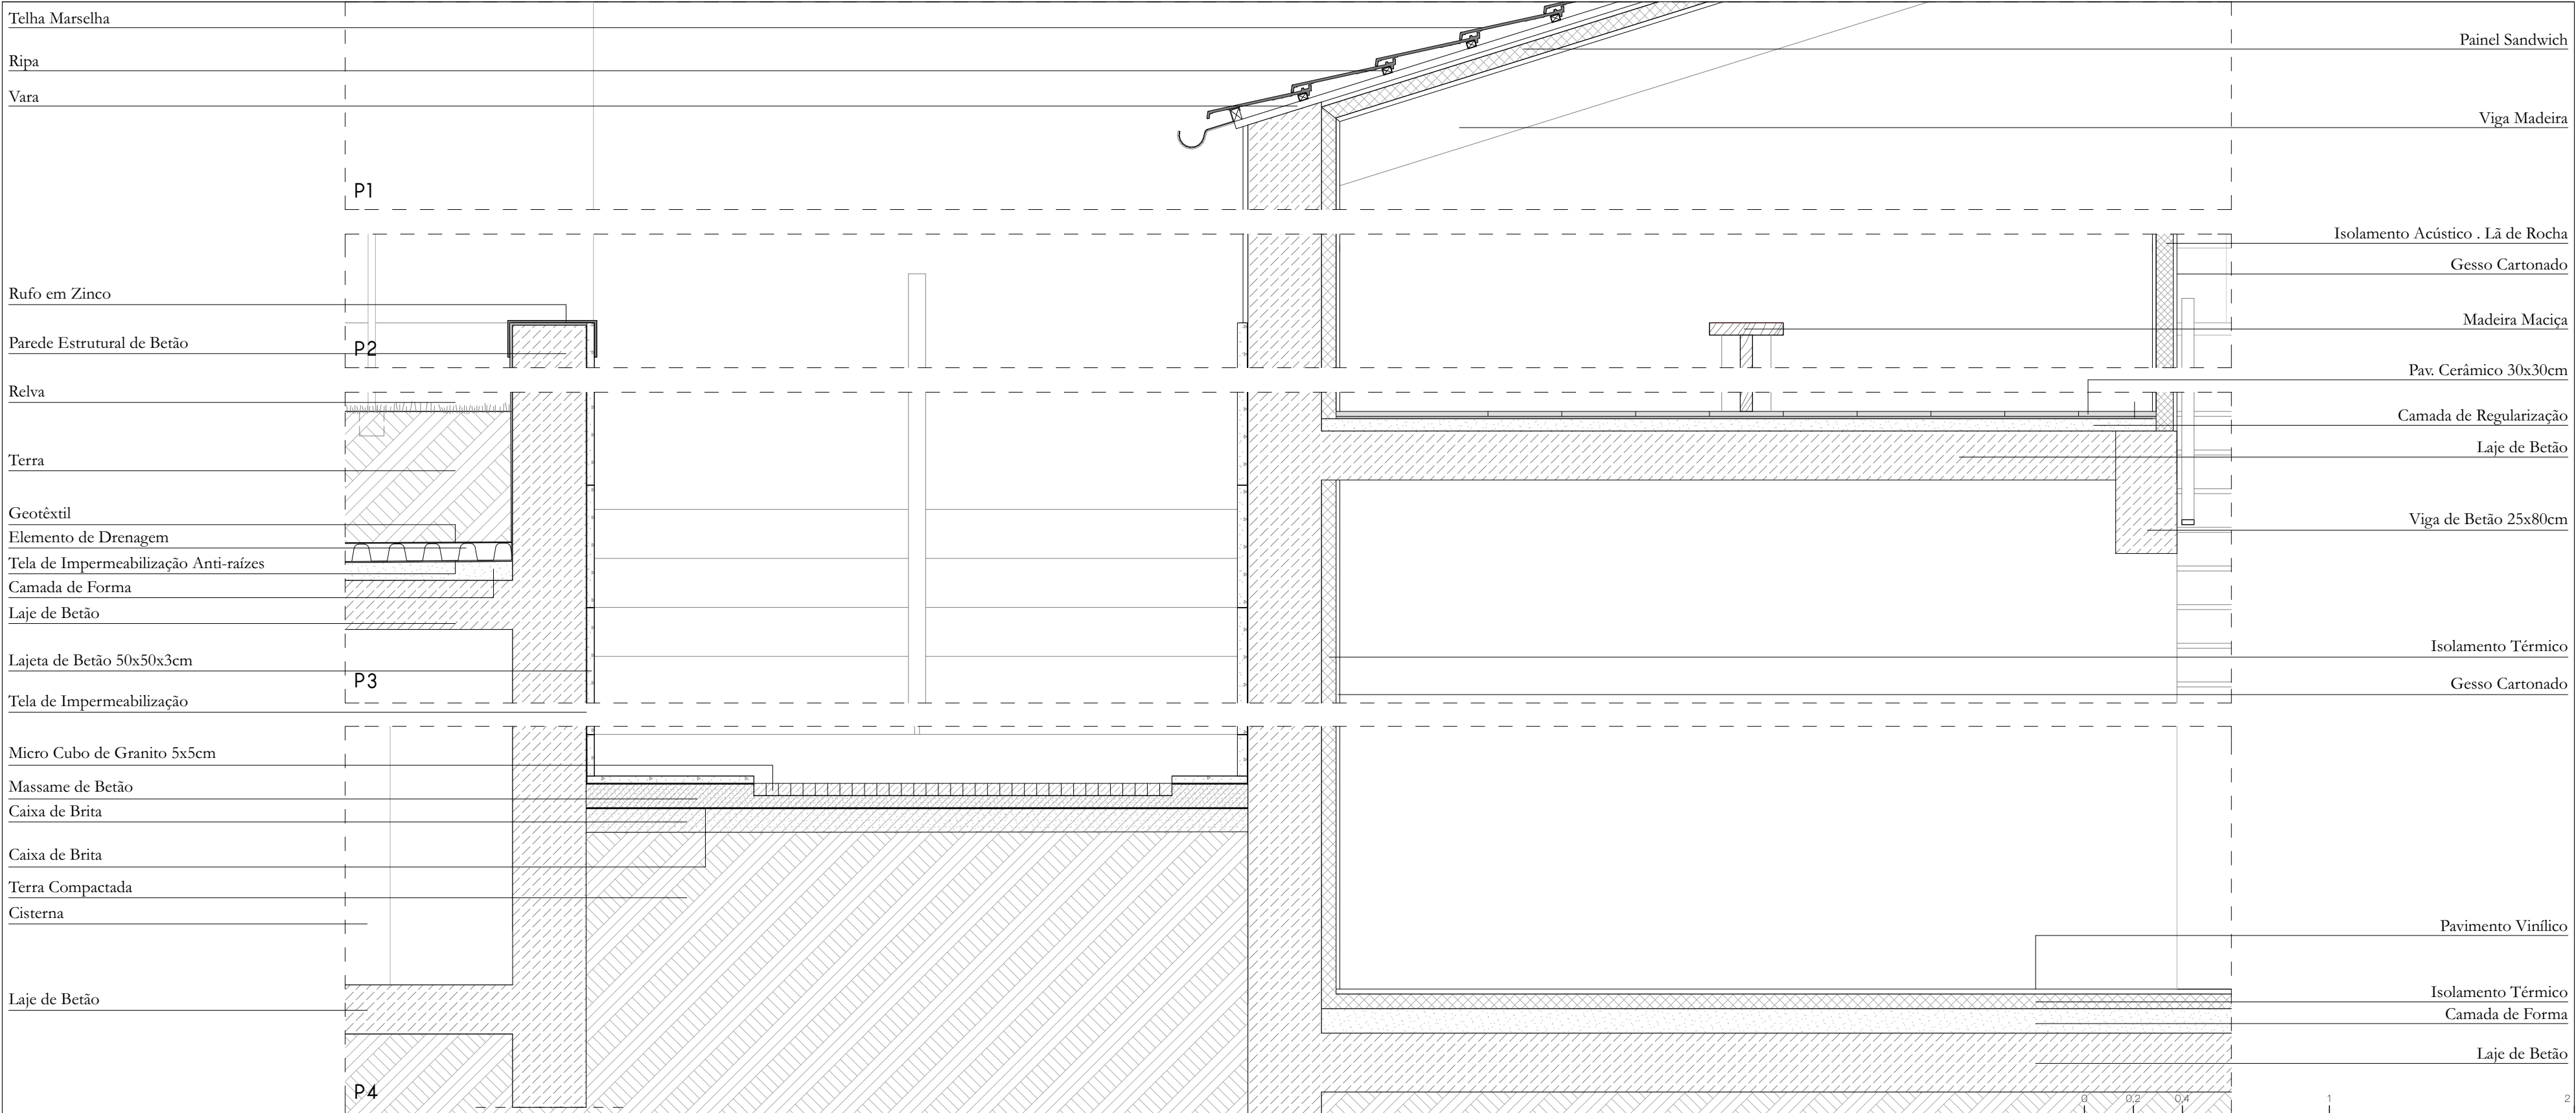 Telha Marselha
Ripa
Vara
P1
Rufo em Zinco
P2
Parede Estrutural de Betão
Relva
Terra
Geotêxtil
Elemento de Drenagem
Tela de Impermeabilização Anti-raízes
Camada de Forma
Laje de Betão
Lajeta de Betão 50x50x3cm
P3
Tela de Impermeabilização
Micro Cubo de Granito 5x5cm
Massame de Betão
Caixa de Brita
Caixa de Brita
Terra Compactada
Cisterna
Laje de Betão
P4
Painel Sandwich
Viga Madeira
Isolamento Acústico . Lã de Rocha
Gesso Cartonado
Madeira Maciça
Pav. Cerâmico 30x30cm
Camada de Regularização
Laje de Betão
Viga de Betão 25x80cm
Isolamento Térmico
Gesso Cartonado
Pavimento Vinílico
Isolamento Térmico
Camada de Forma
Laje de Betão
0 0,2 0,4 1 2